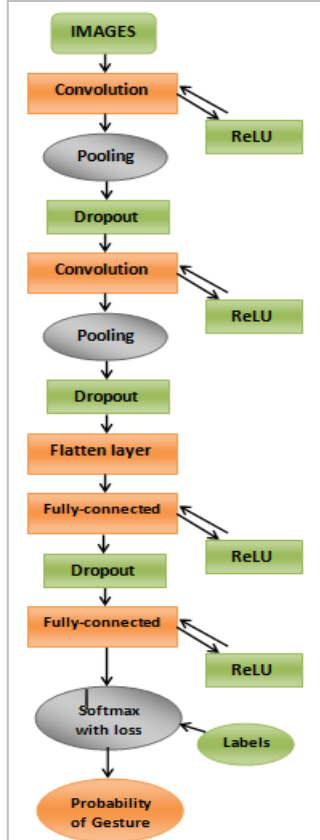 IMAGES
Convolution
ReLU
Pooling
Dropout
Convolution
ReLU
Pooling
Dropout
Flatten layer
Fully-connected
ReLU
Dropout
Fully-connected
ReLU
Softmax
with loss
Labels
Probability
of Gesture